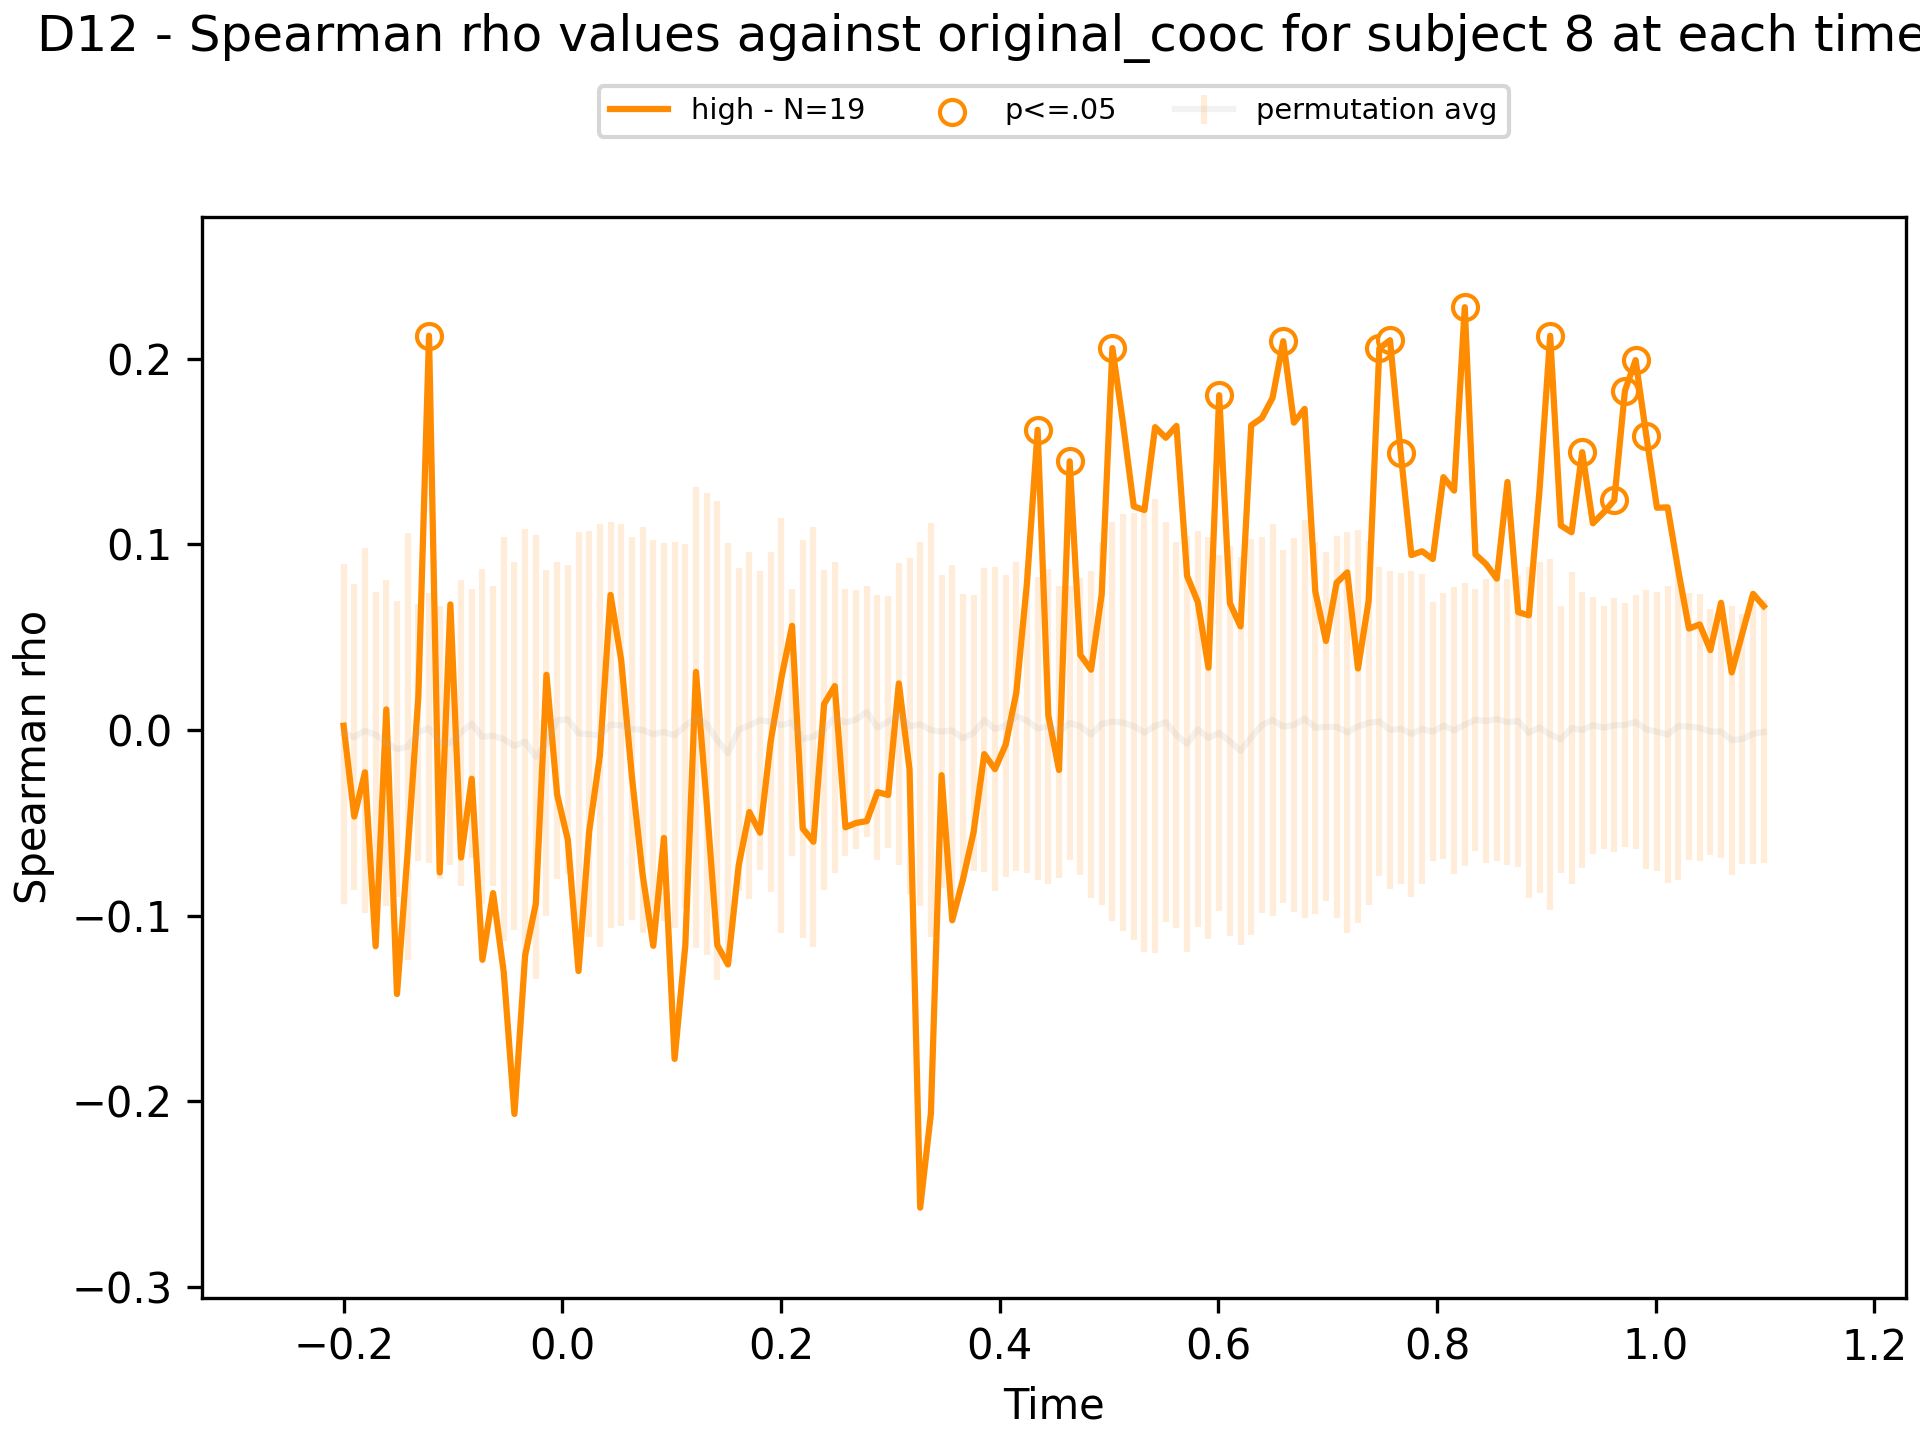 D12 - Spearman rho values against original_cooc for subject 8 at each time
high - N=19
p<=.05
permutation avg
Spearman rho
0.2
0.1
0.0
−0.1
−0.2
−0.3
−0.2
0.0
0.2
0.4
0.6
0.8
1.0
1.2
Time